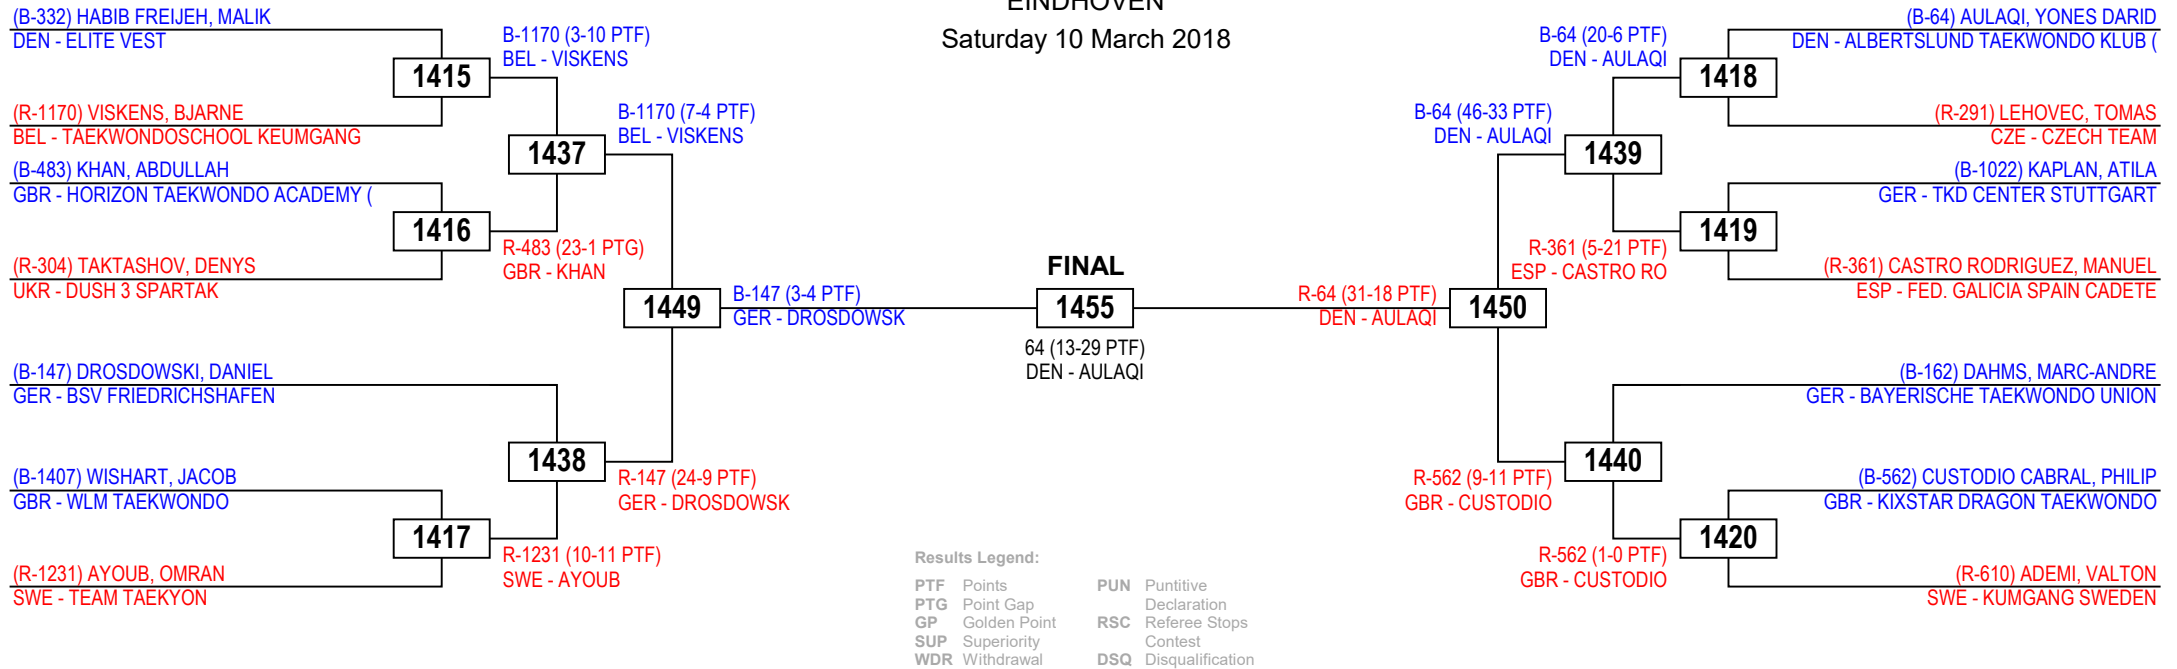 EINDHOVEN
Saturday 10 March 2018
(B-332) HABIB FREIJEH, MALIK
DEN - ELITE VEST
1415
(R-1170) VISKENS, BJARNE
BEL - TAEKWONDOSCHOOL KEUMGANG
B-1170 (3-10 PTF)
BEL - VISKENS
(B-483) KHAN, ABDULLAH
GBR - HORIZON TAEKWONDO ACADEMY (
1416
(R-304) TAKTASHOV, DENYS
UKR - DUSH 3 SPARTAK
R-483 (23-1 PTG)
GBR - KHAN
1437
B-1170 (7-4 PTF)
BEL - VISKENS
(B-147) DROSDOWSKI, DANIEL
GER - BSV FRIEDRICHSHAFEN
(B-1407) WISHART, JACOB
GBR - WLM TAEKWONDO
1417
(R-1231) AYOUB, OMRAN
SWE - TEAM TAEKYON
R-1231 (10-11 PTF)
SWE - AYOUB
1438
R-147 (24-9 PTF)
GER - DROSDOWSK
1449
B-147 (3-4 PTF)
GER - DROSDOWSK
FINAL
1455
64 (13-29 PTF)
DEN - AULAQI
R-64 (31-18 PTF)
DEN - AULAQI
1450
B-64 (46-33 PTF)
DEN - AULAQI
1439
B-64 (20-6 PTF)
DEN - AULAQI
1418
(B-64) AULAQI, YONES DARID
DEN - ALBERTSLUND TAEKWONDO KLUB (
(R-291) LEHOVEC, TOMAS
CZE - CZECH TEAM
(B-1022) KAPLAN, ATILA
GER - TKD CENTER STUTTGART
1419
R-361 (5-21 PTF)
ESP - CASTRO RO
(R-361) CASTRO RODRIGUEZ, MANUEL
ESP - FED. GALICIA SPAIN CADETE
(B-162) DAHMS, MARC-ANDRE
GER - BAYERISCHE TAEKWONDO UNION
1440
R-562 (9-11 PTF)
GBR - CUSTODIO
(B-562) CUSTODIO CABRAL, PHILIP
GBR - KIXSTAR DRAGON TAEKWONDO
1420
R-562 (1-0 PTF)
GBR - CUSTODIO
(R-610) ADEMI, VALTON
SWE - KUMGANG SWEDEN
Results Legend:
PTF Points
PTG Point Gap
GP Golden Point
SUP Superiority
WDR Withdrawal
PUN Puntitive
Declaration
RSC Referee Stops
Contest
DSQ Disqualification